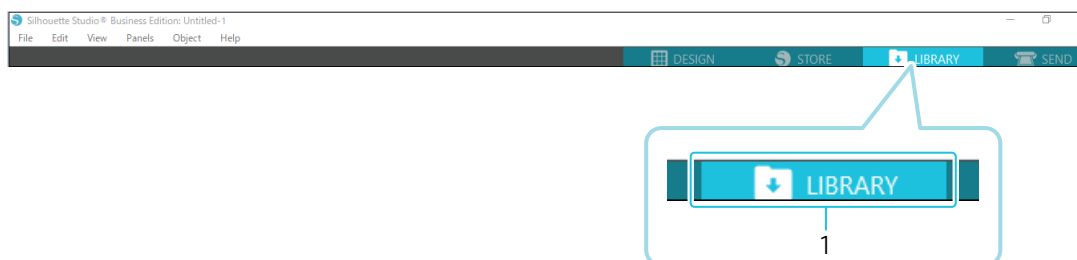 Silhouette Studio® Business Edition: Untitled-1
File Edit View Panels Object Help
DESIGN STORE LIBRARY SEND
LIBRARY
1